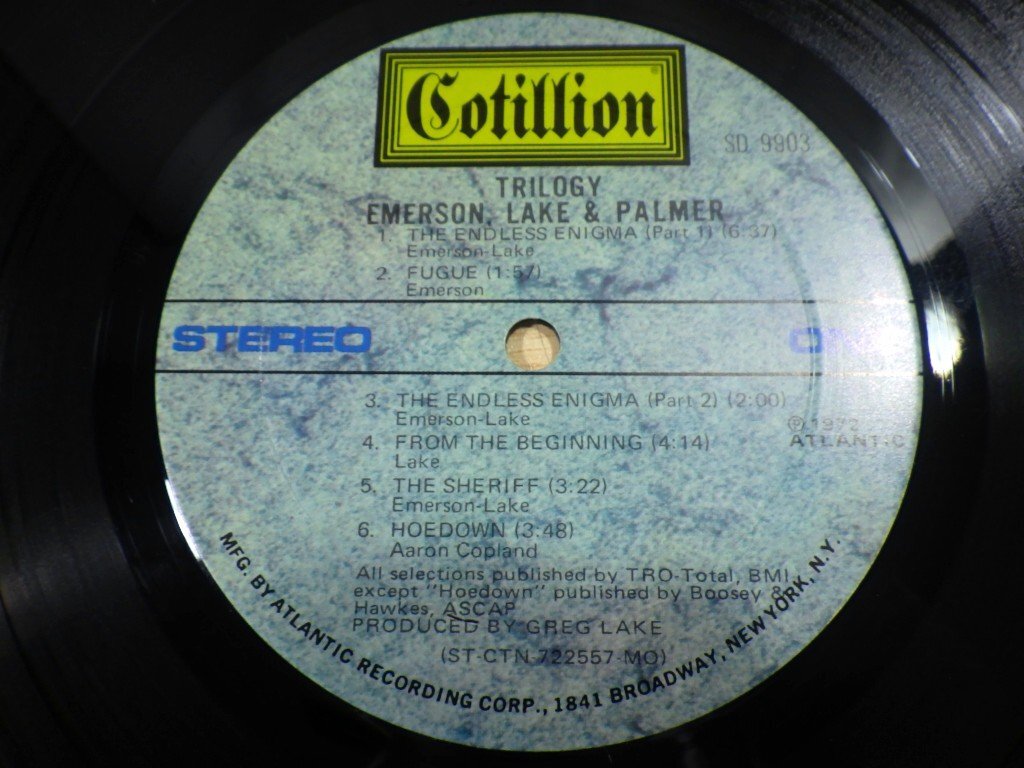 Cotillion®
SD 9903
TRILOGY
EMERSON, LAKE & PALMER
1. THE ENDLESS ENIGMA (Part 1) (6:37)
Emerson-Lake
2. FUGUE (1:57)
Emerson
STEREO
3. THE ENDLESS ENIGMA (Part 2) (2:00)
Emerson-Lake
4. FROM THE BEGINNING (4:14)
Lake
℗ 1972
ATLANTIC
5. THE SHERIFF (3:22)
Emerson-Lake
6. HOEDOWN (3:48)
Aaron Copland
All selections published by TRO-Total, BMI,
except "Hoedown" published by Boosey &
Hawkes, ASCAP
PRODUCED BY GREG LAKE
(ST-CTN-722557-MO)
MFG. BY ATLANTIC RECORDING CORP., 1841 BROADWAY, NEW YORK, N.Y.